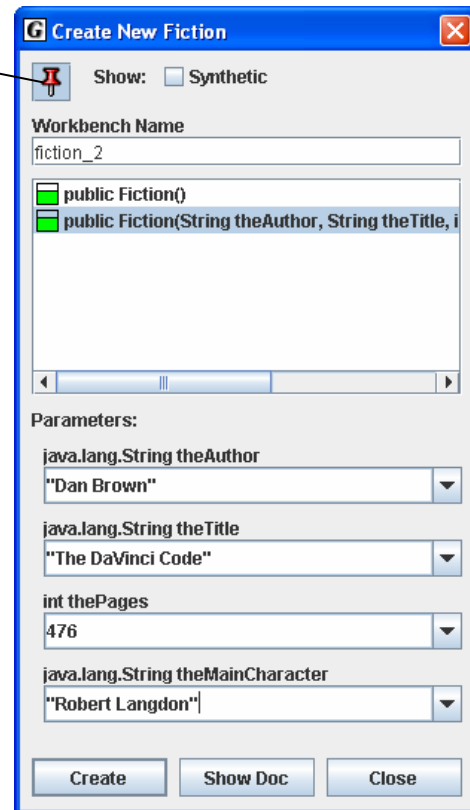 G Create New Fiction
Show: Synthetic
Workbench Name
fiction_2
public Fiction()
public Fiction(String theAuthor, String theTitle, i
Parameters:
java.lang.String theAuthor
"Dan Brown"
java.lang.String theTitle
"The DaVinci Code"
int thePages
476
java.lang.String theMainCharacter
"Robert Langdon"
Create Show Doc Close